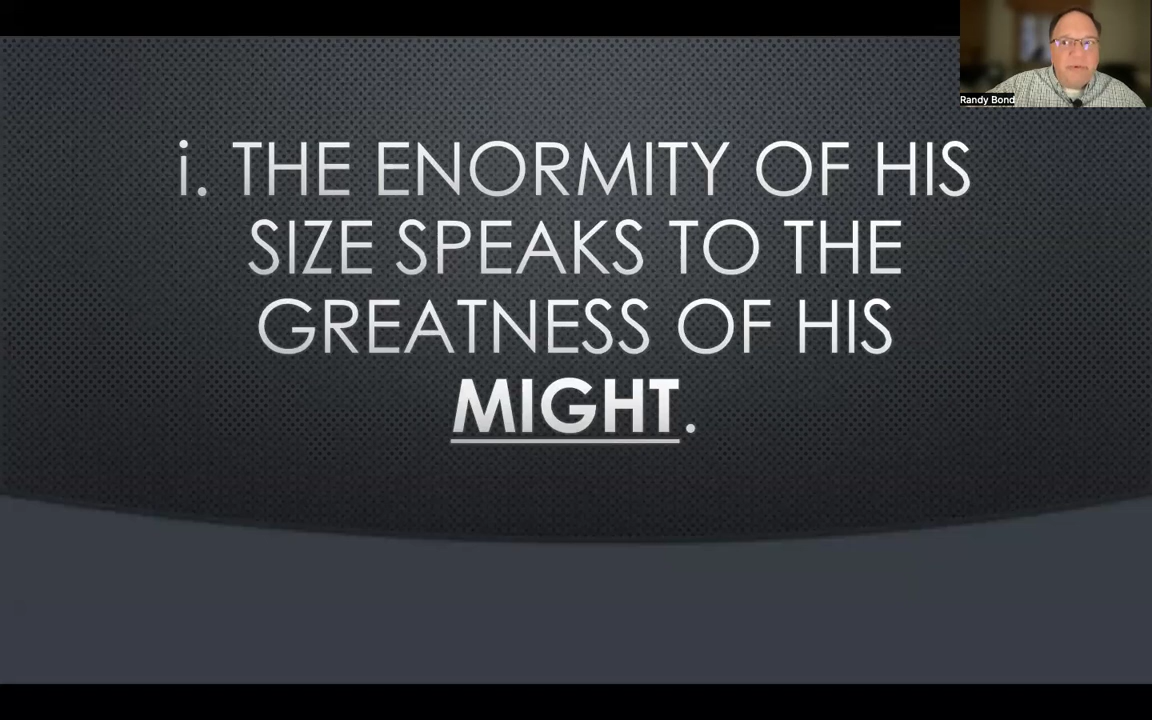 Randy Bond
i. THE ENORMITY OF HIS
SIZE SPEAKS TO THE
GREATNESS OF HIS
MIGHT.